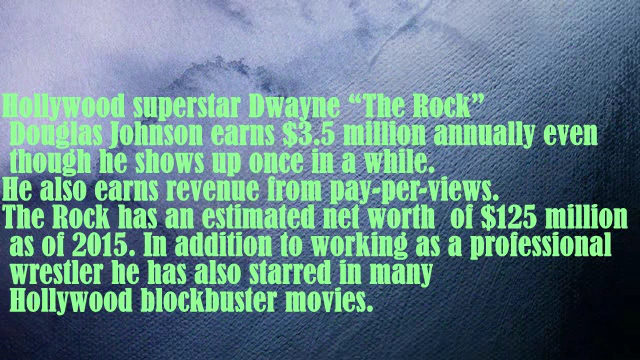 Hollywood superstar Dwayne “The Rock”
Douglas Johnson earns $3.5 million annually even
though he shows up once in a while.
He also earns revenue from pay-per-views.
The Rock has an estimated net worth of $125 million
as of 2015. In addition to working as a professional
wrestler he has also starred in many
Hollywood blockbuster movies.